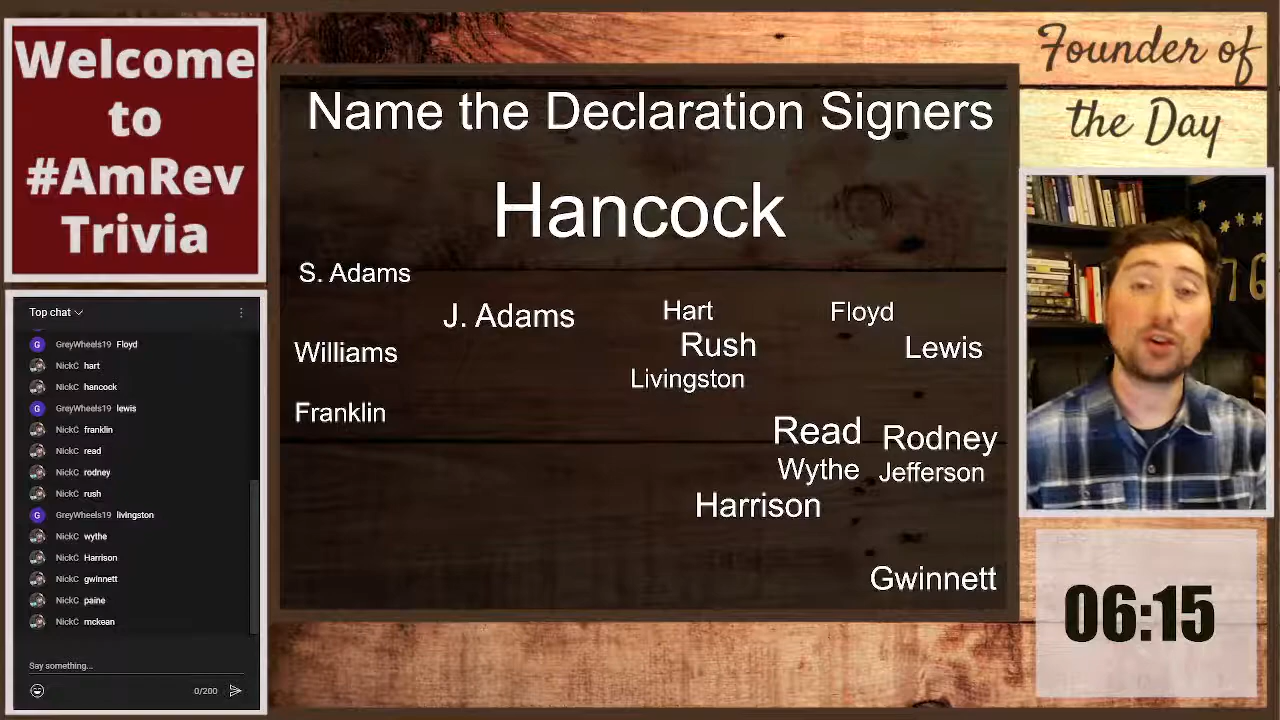 Welcome
to
#AmRev
Trivia
Top chat
GreyWheels19 Floyd
NickC hart
NickC hancock
GreyWheels19 lewis
NickC franklin
NickC read
NickC rodney
NickC rush
GreyWheels19 livingston
NickC wythe
NickC Harrison
NickC gwinnett
NickC paine
NickC mckean
Say something...
0/200
Name the Declaration Signers
Hancock
S. Adams
J. Adams
Hart
Floyd
Williams
Rush
Lewis
Livingston
Franklin
Read
Rodney
Wythe
Jefferson
Harrison
Gwinnett
Founder of
the Day
76
06:15